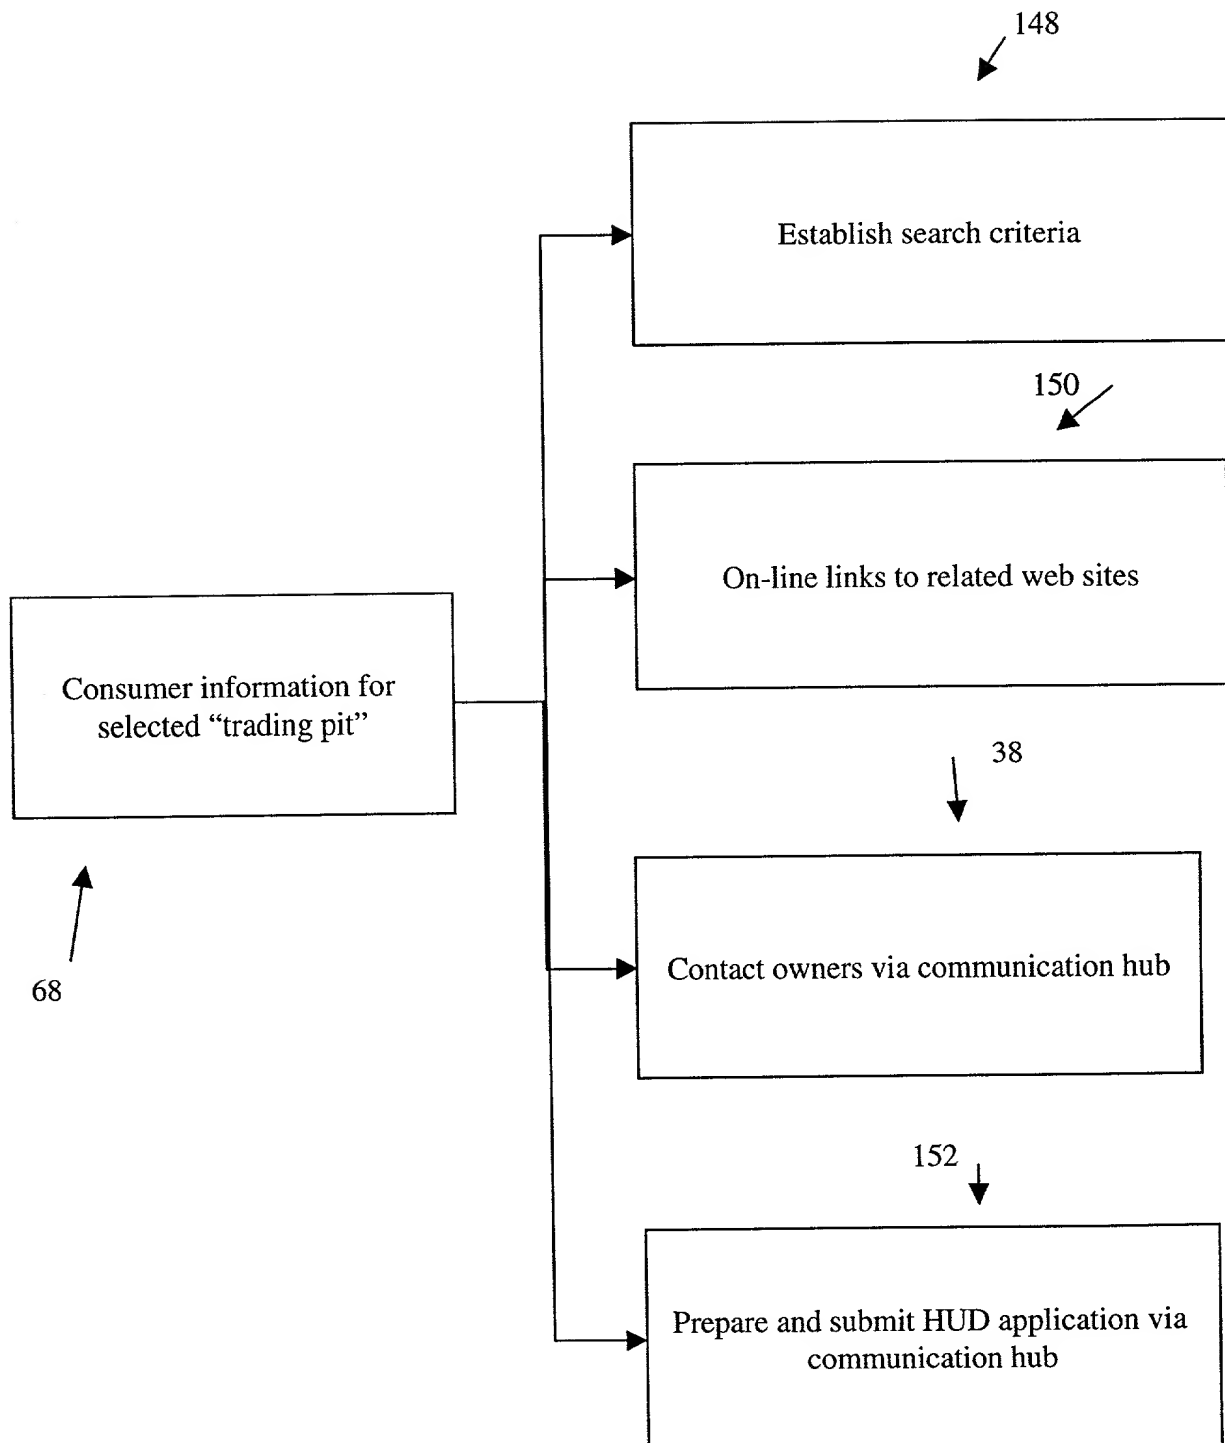 148
Establish search criteria
150
On-line links to related web sites
Consumer information for
selected “trading pit”
38
68
Contact owners via communication hub
152
Prepare and submit HUD application via
communication hub